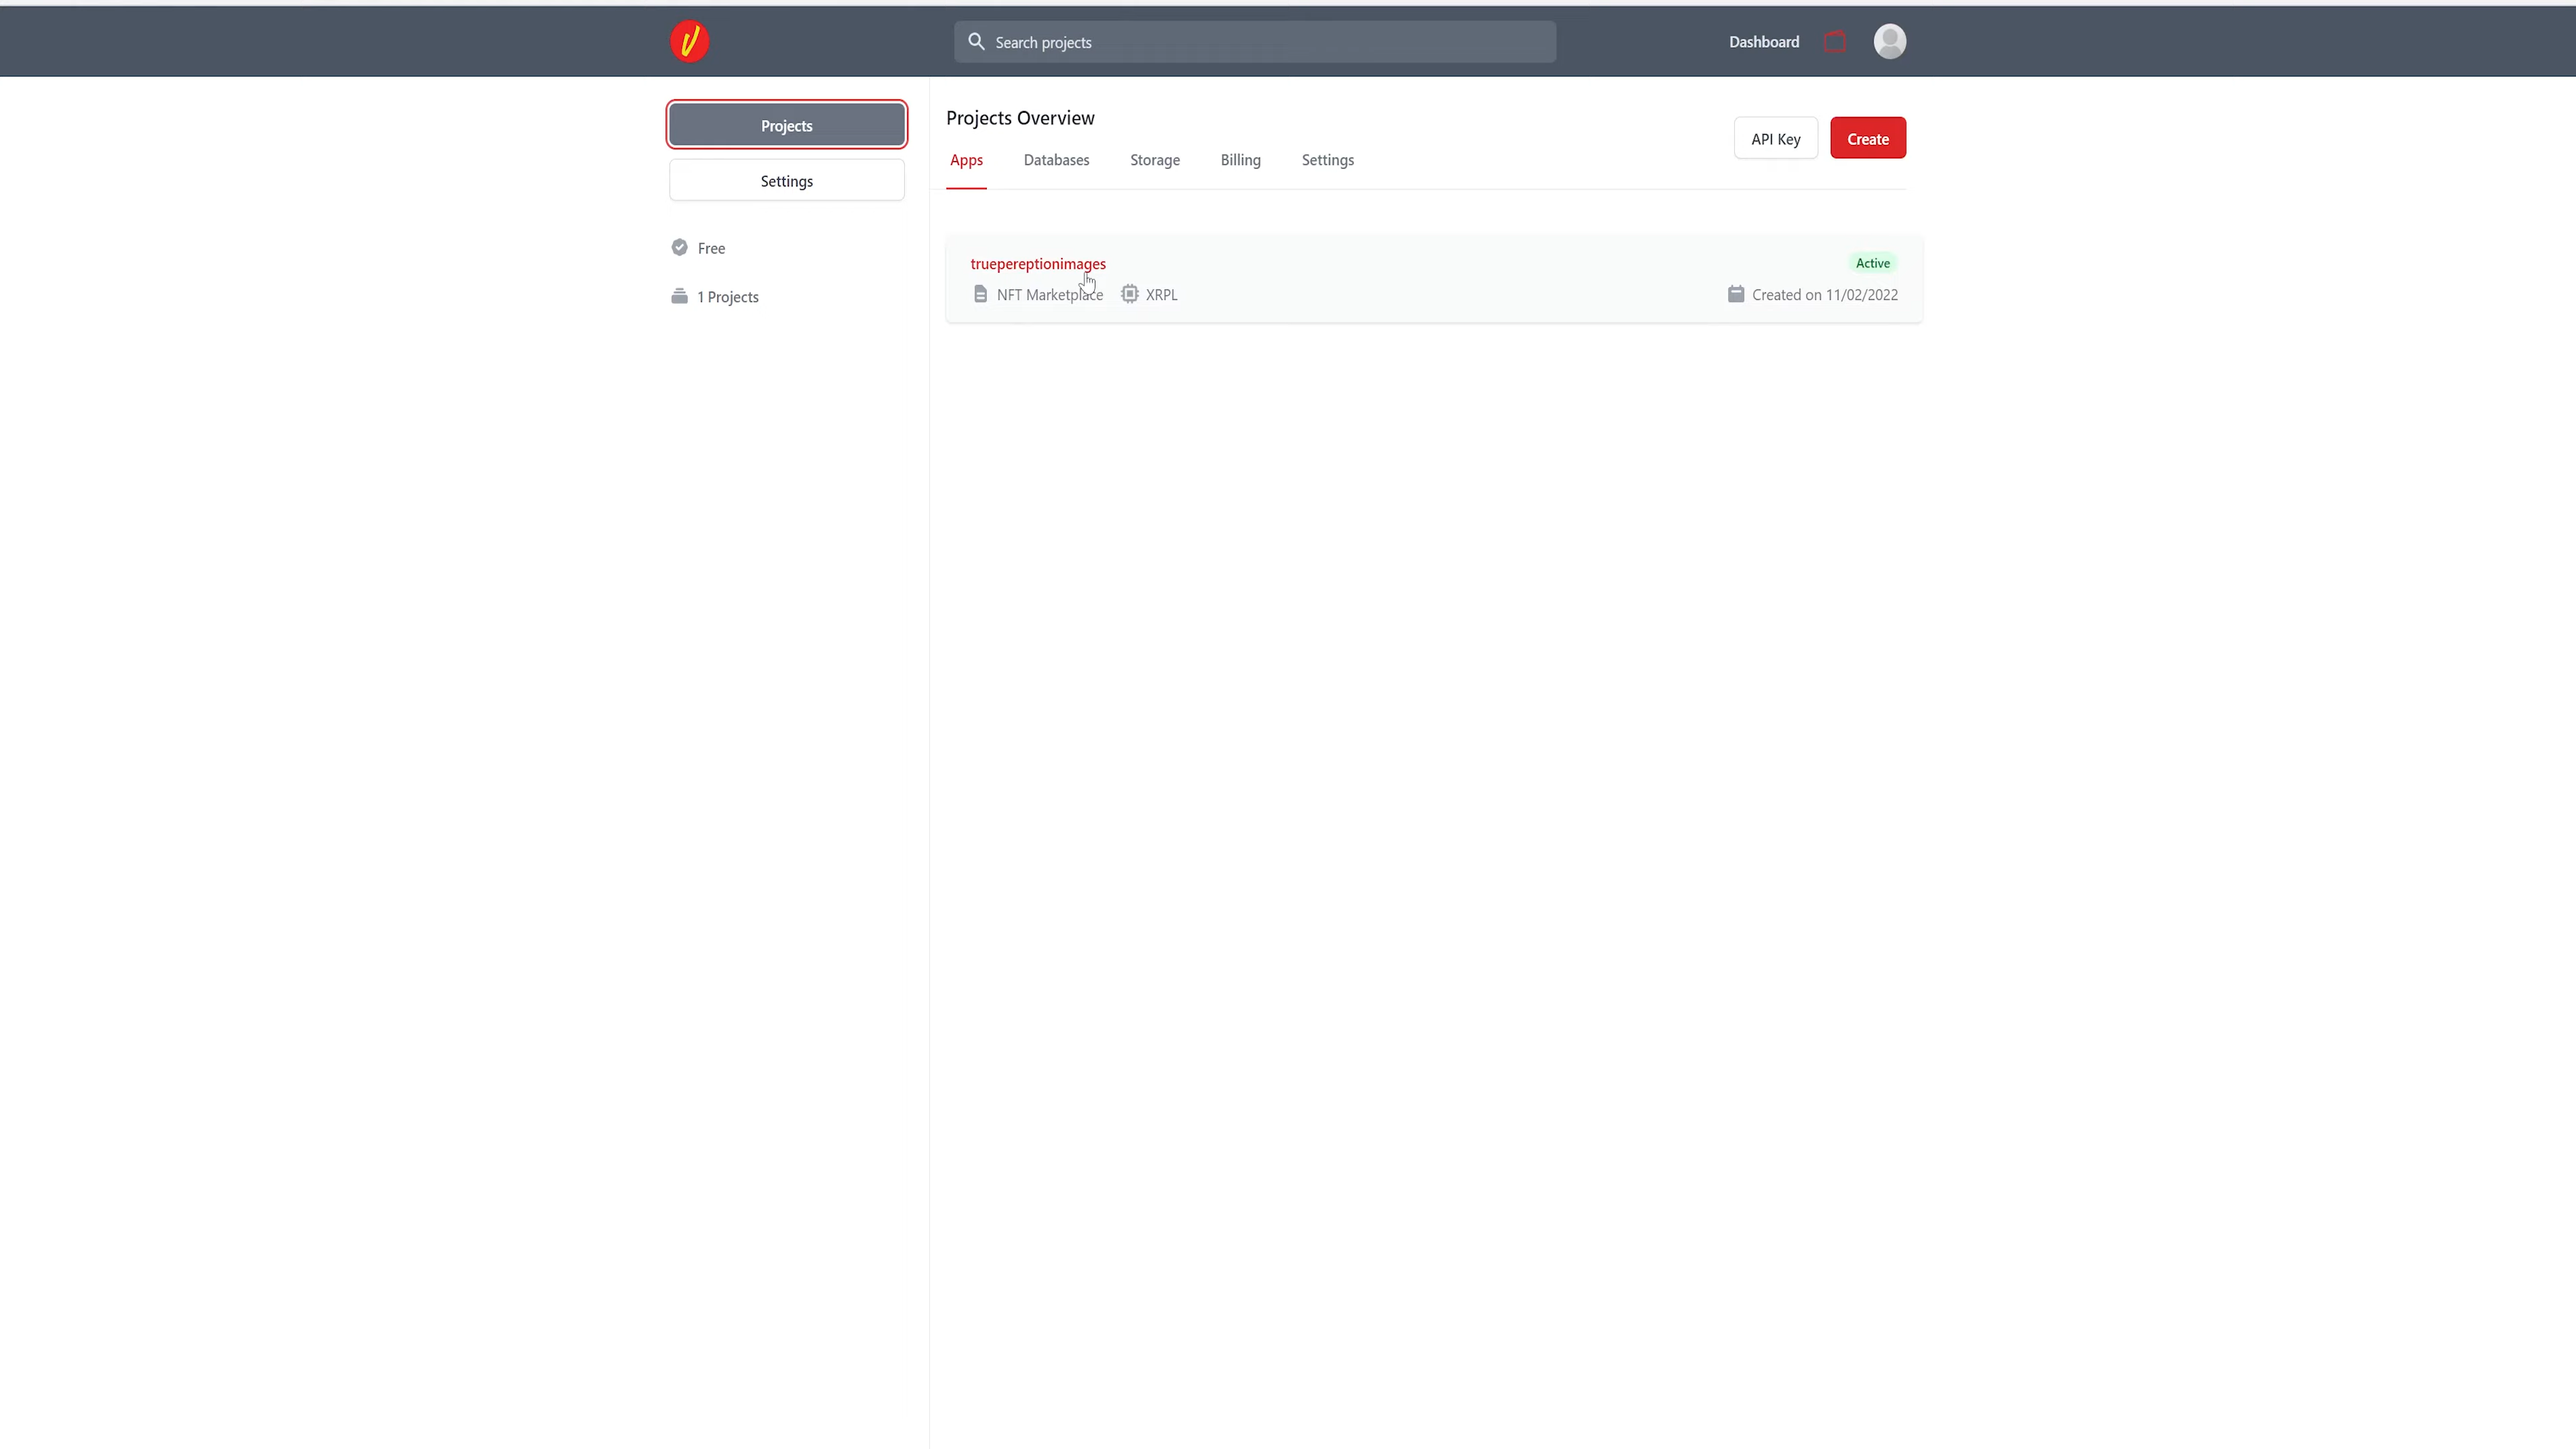 Search projects
Dashboard
Projects
Settings
Free
1 Projects
Projects Overview
API Key
Create
Apps
Databases
Storage
Billing
Settings
truepereptionimages
Active
NFT Marketplace
XRPL
Created on 11/02/2022